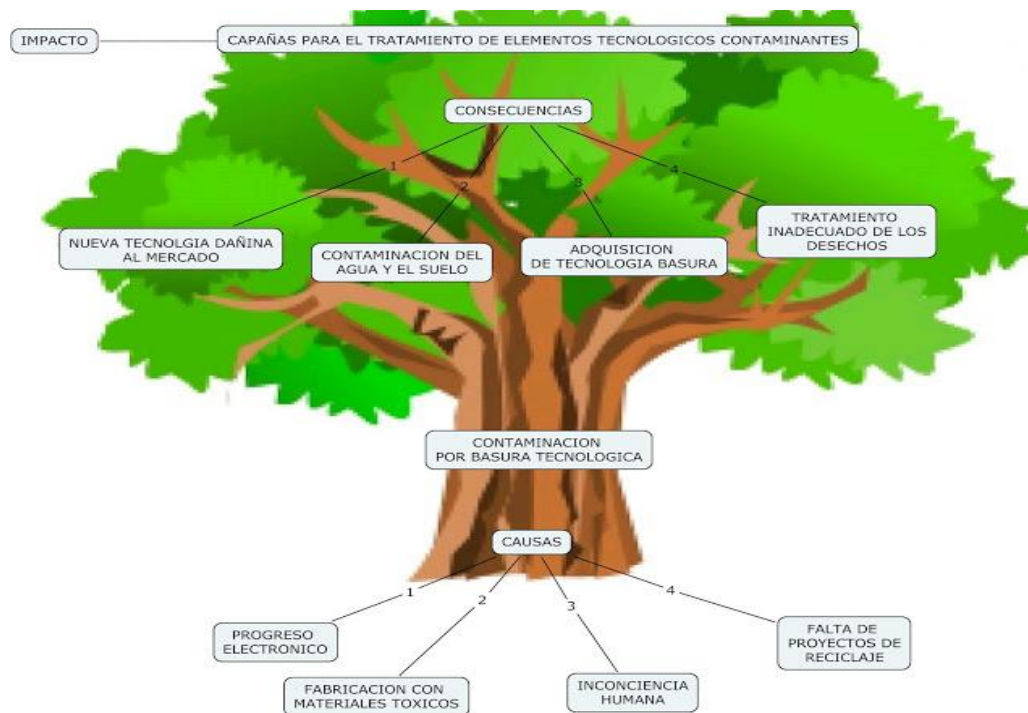 IMPACTO
CAPAÑAS PARA EL TRATAMIENTO DE ELEMENTOS TECNOLOGICOS CONTAMINANTES
CONSECUENCIAS
1
2
3
4
NUEVA TECNOLGIA DAÑINA
AL MERCADO
CONTAMINACION DEL
AGUA Y EL SUELO
ADQUISICION
DE TECNOLOGIA BASURA
TRATAMIENTO
INADECUADO DE LOS
DESECHOS
CONTAMINACION
POR BASURA TECNOLOGICA
CAUSAS
1
2
3
4
PROGRESO
ELECTRONICO
FABRICACION CON
MATERIALES TOXICOS
INCONCIENCIA
HUMANA
FALTA DE
PROYECTOS DE
RECICLAJE